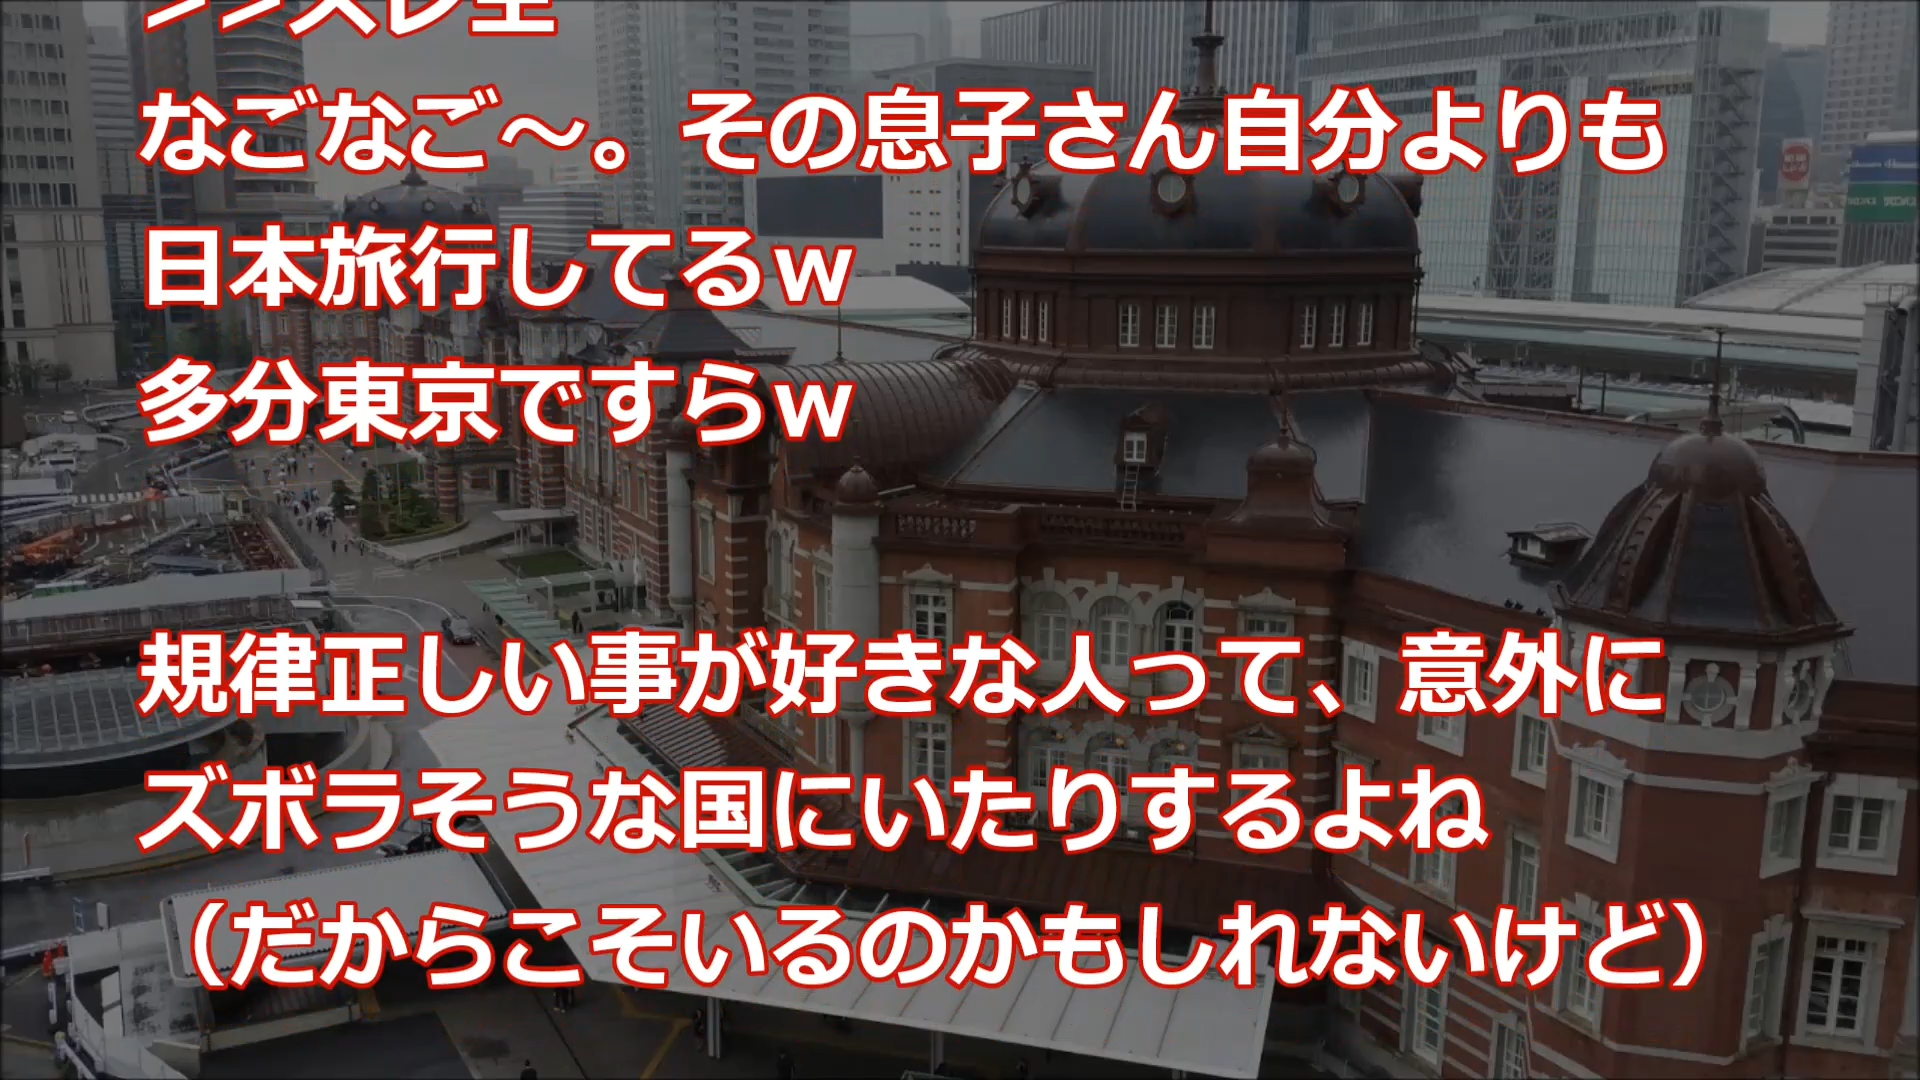 なごなご～。その息子さん自分よりも
日本旅行してるｗ
多分東京ですらｗ
規律正しい事が好きな人って、意外に
ズボラそうな国にいたりするよね
（だからこそいるのかもしれないけど）